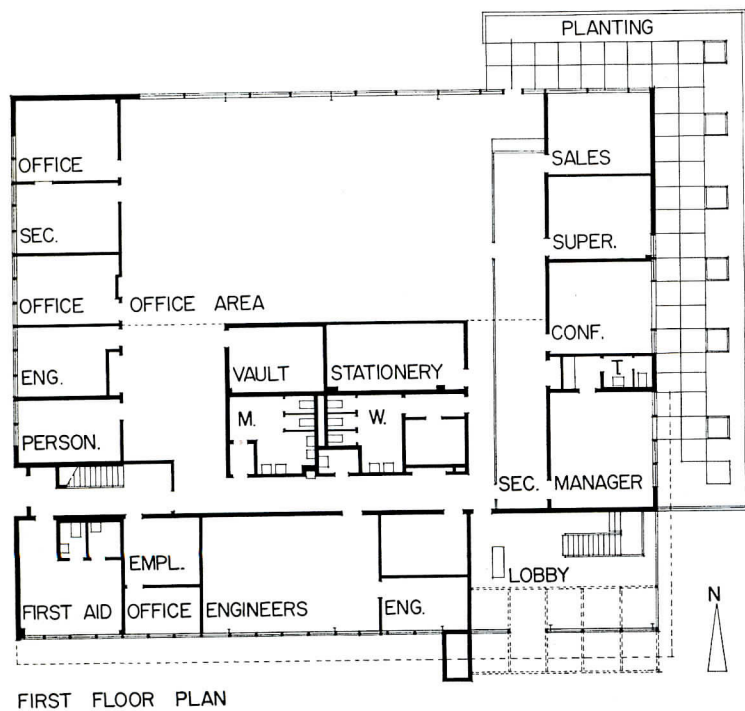 PLANTING
OFFICE
SALES
SEC.
SUPER.
OFFICE
OFFICE AREA
CONF.
ENG.
VAULT
STATIONERY
T.
PERSON.
M.
W.
SEC.
MANAGER
EMPL.
LOBBY
FIRST AID
OFFICE
ENGINEERS
ENG.
N
FIRST FLOOR PLAN